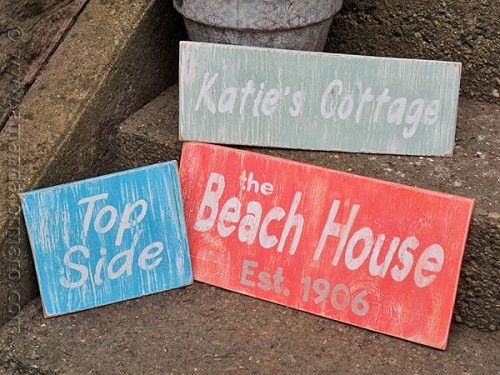 Katie's Cottage
the
Beach House
Est. 1906
Top
Side